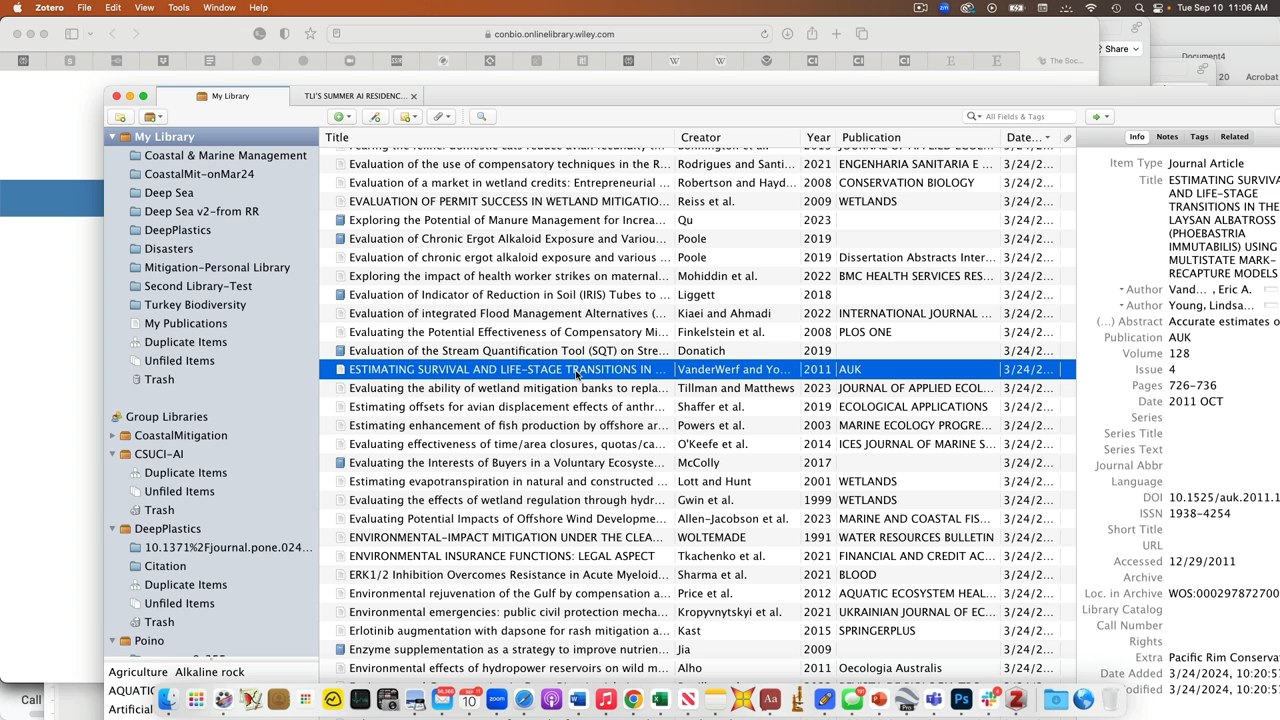 Zotero File Edit View Tools Window Help
Tue Sep 10 11:06 AM
conbio.onlinelibrary.wiley.com
Share
Document4
The Soc...
20 Acrobat
My Library
TLI'S SUMMER AI RESIDENC...
All Fields & Tags
Info Notes Tags Related
My Library
Coastal & Marine Management
CoastalMit-onMar24
Deep Sea
Deep Sea v2-from RR
DeepPlastics
Disasters
Mitigation-Personal Library
Second Library-Test
Turkey Biodiversity
My Publications
Duplicate Items
Unfiled Items
Trash
Group Libraries
CoastalMitigation
CSUCI-AI
Duplicate Items
Unfiled Items
Trash
DeepPlastics
10.1371%2Fjournal.pone.024...
Citation
Duplicate Items
Unfiled Items
Trash
Poino
Agriculture Alkaline rock
AQUATIC
Artificial
Title Creator Year Publication Date...
Evaluation of the use of compensatory techniques in the R... Rodrigues and Santi... 2021 ENGENHARIA SANITARIA E ... 3/24/2...
Evaluation of a market in wetland credits: Entrepreneurial ... Robertson and Hayd... 2008 CONSERVATION BIOLOGY 3/24/2...
EVALUATION OF PERMIT SUCCESS IN WETLAND MITIGATIO... Reiss et al. 2009 WETLANDS 3/24/2...
Exploring the Potential of Manure Management for Increa... Qu 2023 3/24/2...
Evaluation of Chronic Ergot Alkaloid Exposure and Variou... Poole 2019 3/24/2...
Evaluation of chronic ergot alkaloid exposure and various ... Poole 2019 Dissertation Abstracts Inter... 3/24/2...
Exploring the impact of health worker strikes on maternal... Mohiddin et al. 2022 BMC HEALTH SERVICES RES... 3/24/2...
Evaluation of Indicator of Reduction in Soil (IRIS) Tubes to ... Liggett 2018 3/24/2...
Evaluation of integrated Flood Management Alternatives (... Kiaei and Ahmadi 2022 INTERNATIONAL JOURNAL ... 3/24/2...
Evaluating the Potential Effectiveness of Compensatory Mi... Finkelstein et al. 2008 PLOS ONE 3/24/2...
Evaluation of the Stream Quantification Tool (SQT) on Stre... Donatich 2019 3/24/2...
ESTIMATING SURVIVAL AND LIFE-STAGE TRANSITIONS IN ... VanderWerf and Yo... 2011 AUK 3/24/2...
Evaluating the ability of wetland mitigation banks to repla... Tillman and Matthews 2023 JOURNAL OF APPLIED ECOL... 3/24/2...
Estimating offsets for avian displacement effects of anthr... Shaffer et al. 2019 ECOLOGICAL APPLICATIONS 3/24/2...
Estimating enhancement of fish production by offshore ar... Powers et al. 2003 MARINE ECOLOGY PROGRE... 3/24/2...
Evaluating effectiveness of time/area closures, quotas/ca... O'Keefe et al. 2014 ICES JOURNAL OF MARINE S... 3/24/2...
Evaluating the Interests of Buyers in a Voluntary Ecosyste... McColly 2017 3/24/2...
Estimating evapotranspiration in natural and constructed ... Lott and Hunt 2001 WETLANDS 3/24/2...
Evaluating the effects of wetland regulation through hydr... Gwin et al. 1999 WETLANDS 3/24/2...
Evaluating Potential Impacts of Offshore Wind Developme... Allen-Jacobson et al. 2023 MARINE AND COASTAL FIS... 3/24/2...
ENVIRONMENTAL-IMPACT MITIGATION UNDER THE CLEA... WOLTEMADE 1991 WATER RESOURCES BULLETIN 3/24/2...
ENVIRONMENTAL INSURANCE FUNCTIONS: LEGAL ASPECT Tkachenko et al. 2021 FINANCIAL AND CREDIT AC... 3/24/2...
ERK1/2 Inhibition Overcomes Resistance in Acute Myeloid... Sharma et al. 2021 BLOOD 3/24/2...
Environmental rejuvenation of the Gulf by compensation a... Price et al. 2012 AQUATIC ECOSYSTEM HEAL... 3/24/2...
Environmental emergencies: public civil protection mecha... Kropyvnytskyi et al. 2021 UKRAINIAN JOURNAL OF EC... 3/24/2...
Erlotinib augmentation with dapsone for rash mitigation a... Kast 2015 SPRINGERPLUS 3/24/2...
Enzyme supplementation as a strategy to improve nutrien... Jia 2009 3/24/2...
Environmental effects of hydropower reservoirs on wild m... Alho 2011 Oecologia Australis 3/24/2...
Item Type Journal Article
Title ESTIMATING SURVIVA
AND LIFE-STAGE
TRANSITIONS IN THE
LAYSAN ALBATROSS
(PHOEBASTRIA
IMMUTABILIS) USING
MULTISTATE MARK-
RECAPTURE MODELS
Author Vand... , Eric A.
Author Young, Lindsa...
(...) Abstract Accurate estimates o
Publication AUK
Volume 128
Issue 4
Pages 726-736
Date 2011 OCT
Series
Series Title
Series Text
Journal Abbr
Language
DOI 10.1525/auk.2011.1
ISSN 1938-4254
Short Title
URL
Accessed 12/29/2011
Archive
Loc. in Archive WOS:000297872700
Library Catalog
Call Number
Rights
Extra Pacific Rim Conserva
Date Added 3/24/2024, 10:20:57
Modified 3/24/2024, 10:20:5
Call